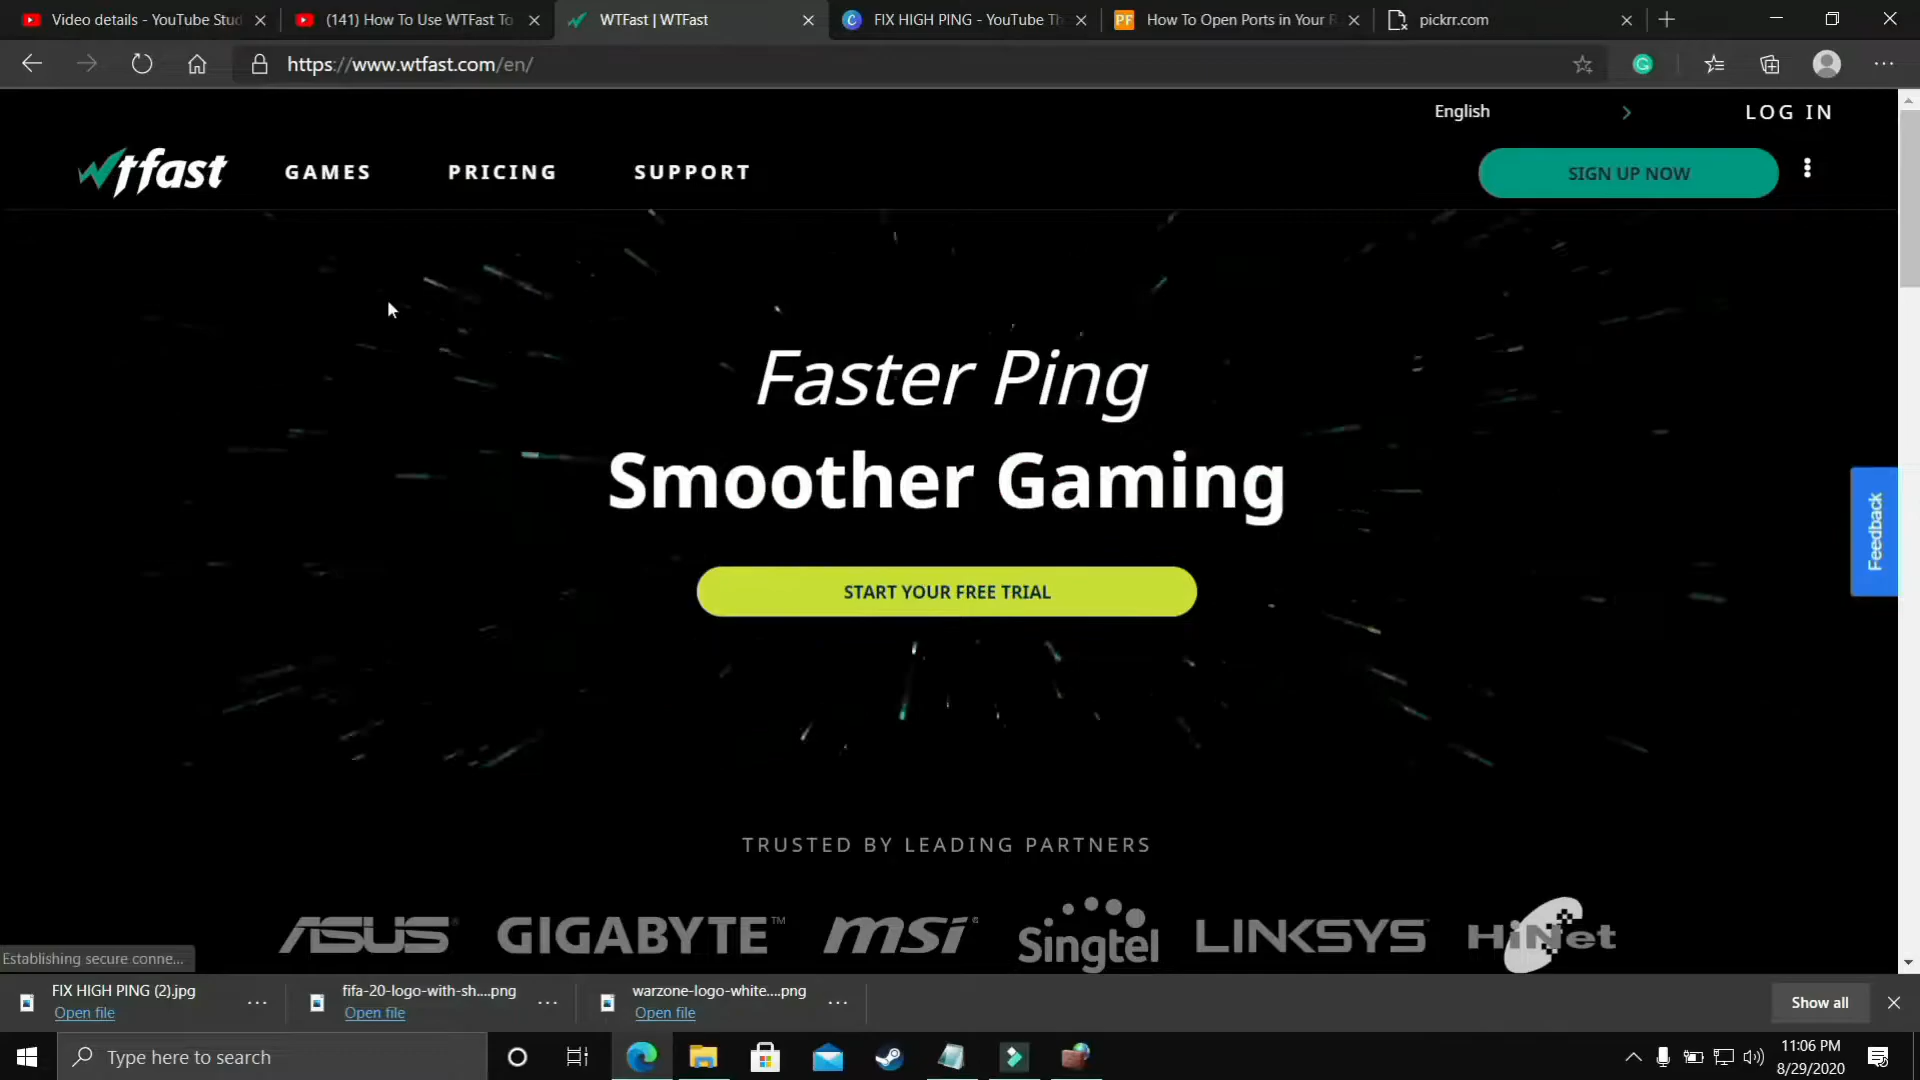 Video details - YouTube Stud
(141) How To Use WTFast To
WTFast | WTFast
FIX HIGH PING - YouTube Th
PF How To Open Ports in Your R
pickrr.com
https://www.wtfast.com/en/
English
LOG IN
wtfast
GAMES
PRICING
SUPPORT
SIGN UP NOW
Faster Ping
Smoother Gaming
START YOUR FREE TRIAL
Feedback
TRUSTED BY LEADING PARTNERS
ASUS GIGABYTE™ msi Singtel LINKSYS HiNet
Establishing secure conne...
FIX HIGH PING (2).jpg
Open file
fifa-20-logo-with-sh....png
Open file
warzone-logo-white....png
Open file
Show all
Type here to search
11:06 PM
8/29/2020